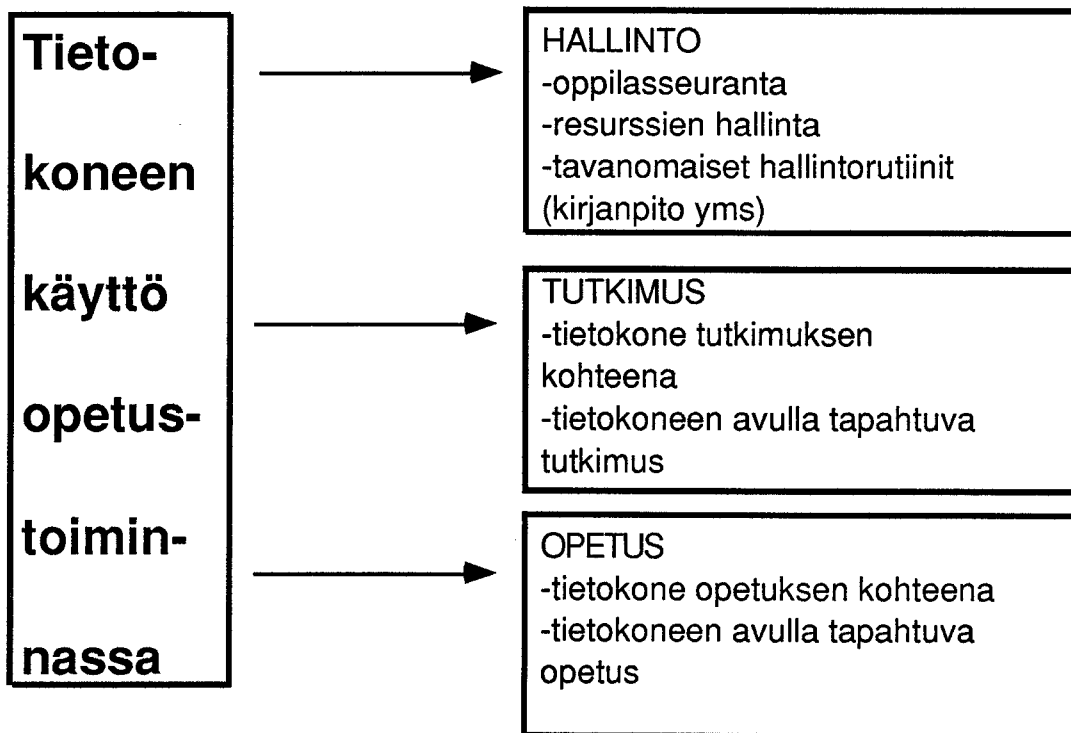 Tieto-
koneen
käyttö
opetus-
toimin-
nassa
HALLINTO
-oppilasseuranta
-resurssien hallinta
-tavanomaiset hallintorutiinit
(kirjanpito yms)
TUTKIMUS
-tietokone tutkimuksen
kohteena
-tietokoneen avulla tapahtuva
tutkimus
OPETUS
-tietokone opetuksen kohteena
-tietokoneen avulla tapahtuva
opetus